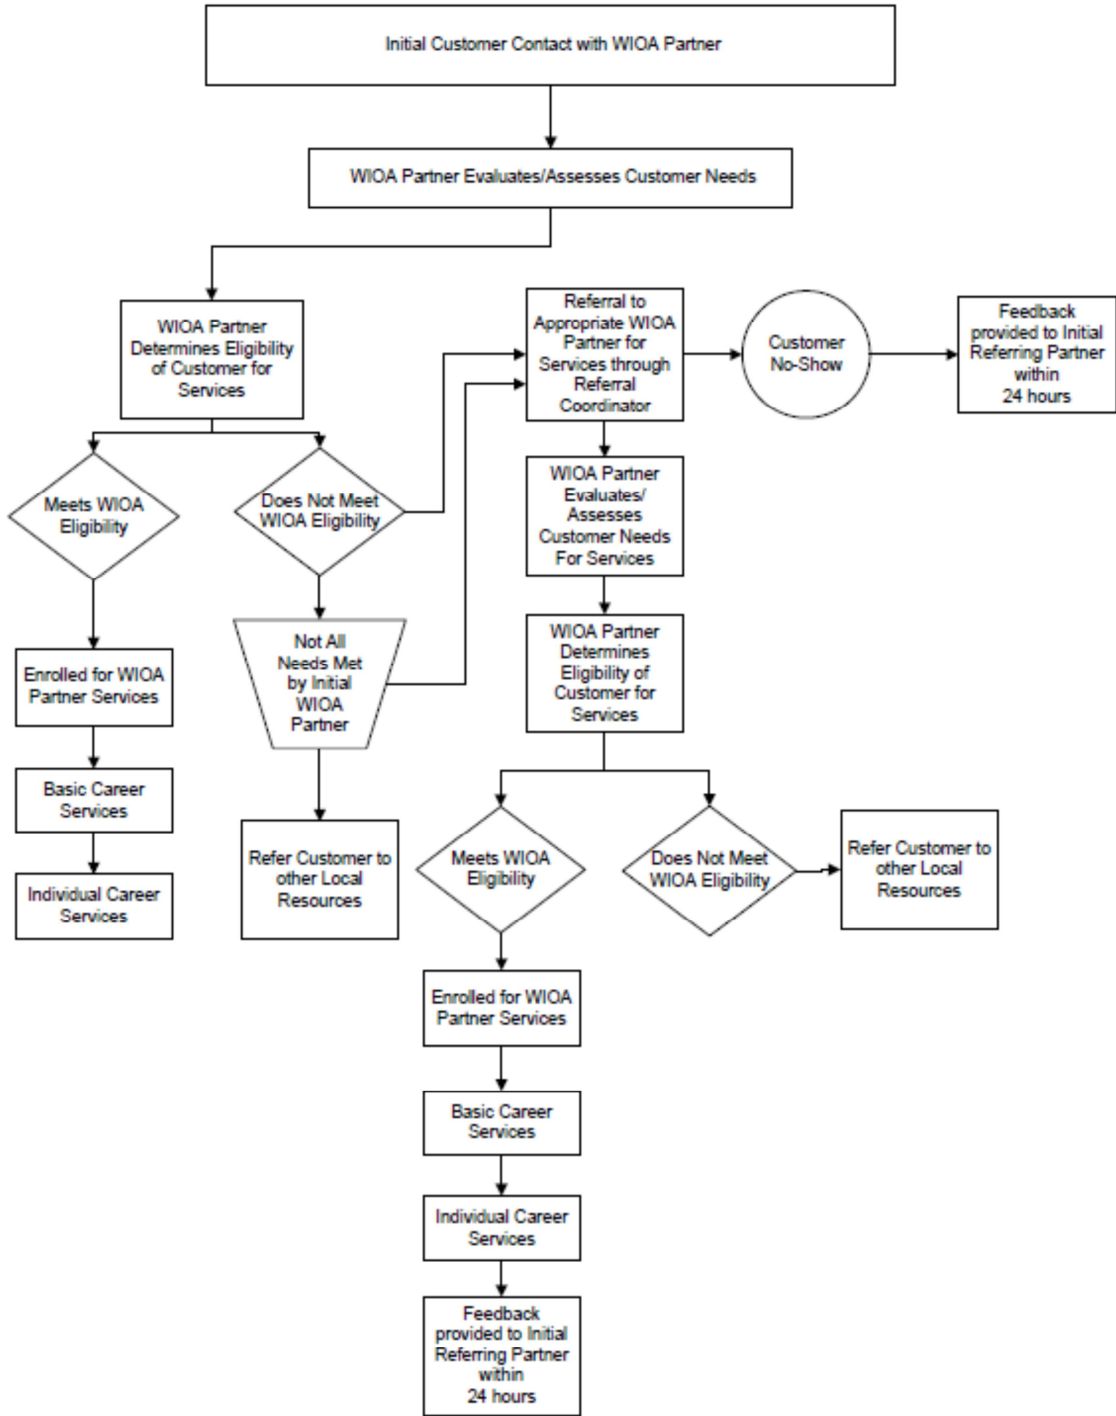 Initial Customer Contact with WIOA Partner
WIOA Partner Evaluates/Assesses Customer Needs
WIOA Partner
Determines Eligibility
of Customer for
Services
Referral to
Appropriate WIOA
Partner for
Services through
Referral
Coordinator
Customer
No-Show
Feedback
provided to Initial
Referring Partner
within
24 hours
Meets WIOA
Eligibility
Does Not Meet
WIOA Eligibility
WIOA Partner
Evaluates/
Assesses
Customer Needs
For Services
Enrolled for WIOA
Partner Services
Not All
Needs Met
by Initial
WIOA
Partner
WIOA Partner
Determines
Eligibility of
Customer for
Services
Basic Career
Services
Individual Career
Services
Refer Customer to
other Local
Resources
Meets WIOA
Eligibility
Does Not Meet
WIOA Eligibility
Refer Customer to
other Local
Resources
Enrolled for WIOA
Partner Services
Basic Career
Services
Individual Career
Services
Feedback
provided to Initial
Referring Partner
within
24 hours